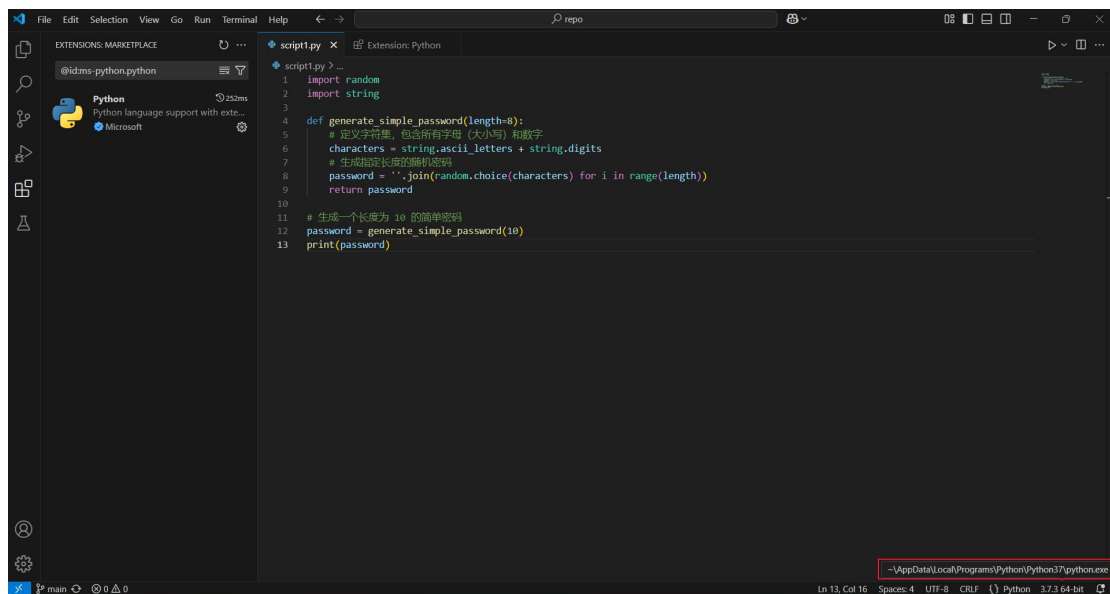 File Edit Selection View Go Run Terminal Help
repo
EXTENSIONS: MARKETPLACE
@id:ms-python.python
Python
252ms
Python language support with exte...
Microsoft
script1.py
Extension: Python
script1.py > ...
1 import random
2 import string
3
4 def generate_simple_password(length=8):
5 # 定义字符集，包含所有字母（大小写）和数字
6 characters = string.ascii_letters + string.digits
7 # 生成指定长度的随机密码
8 password = ''.join(random.choice(characters) for i in range(length))
9 return password
10
11 # 生成一个长度为 10 的简单密码
12 password = generate_simple_password(10)
13 print(password)
~\AppData\Local\Programs\Python\Python37\python.exe
main
0
0
Ln 13, Col 16 Spaces: 4 UTF-8 CRLF {} Python 3.7.3 64-bit